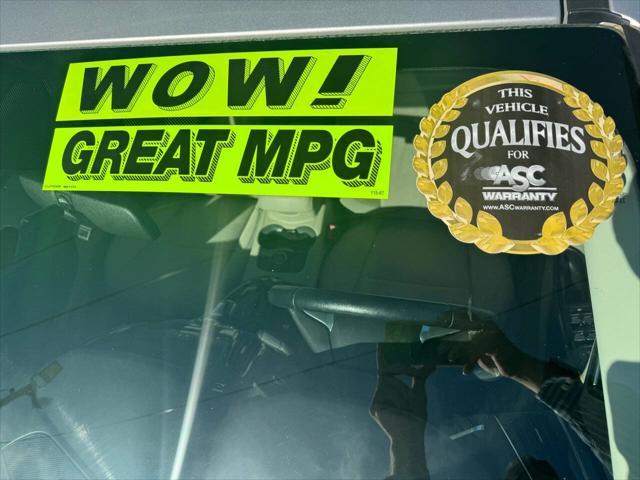 WOW!
GREAT MPG
THIS
VEHICLE
QUALIFIES
FOR
ASC
WARRANTY
www.ASCwarranty.com